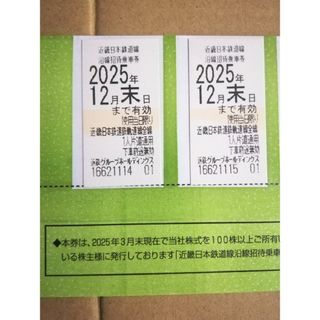 近畿日本鉄道線
沿線招待乗車券
2025年
12月末日
まで有効
(使用当日限り)
近畿日本鉄道鉄軌道線全線
1人片道通用
下車前途無効
近鉄グループホールディングス
16621114 01
近畿日本鉄道線
沿線招待乗車券
2025年
12月末日
まで有効
(使用当日限り)
近畿日本鉄道鉄軌道線全線
1人片道通用
下車前途無効
近鉄グループホールディングス
16621115 01
◆本券は、2025年3月末現在で当社株式を100株以上ご所有
いる株主様に発行しております「近畿日本鉄道線沿線招待乗車